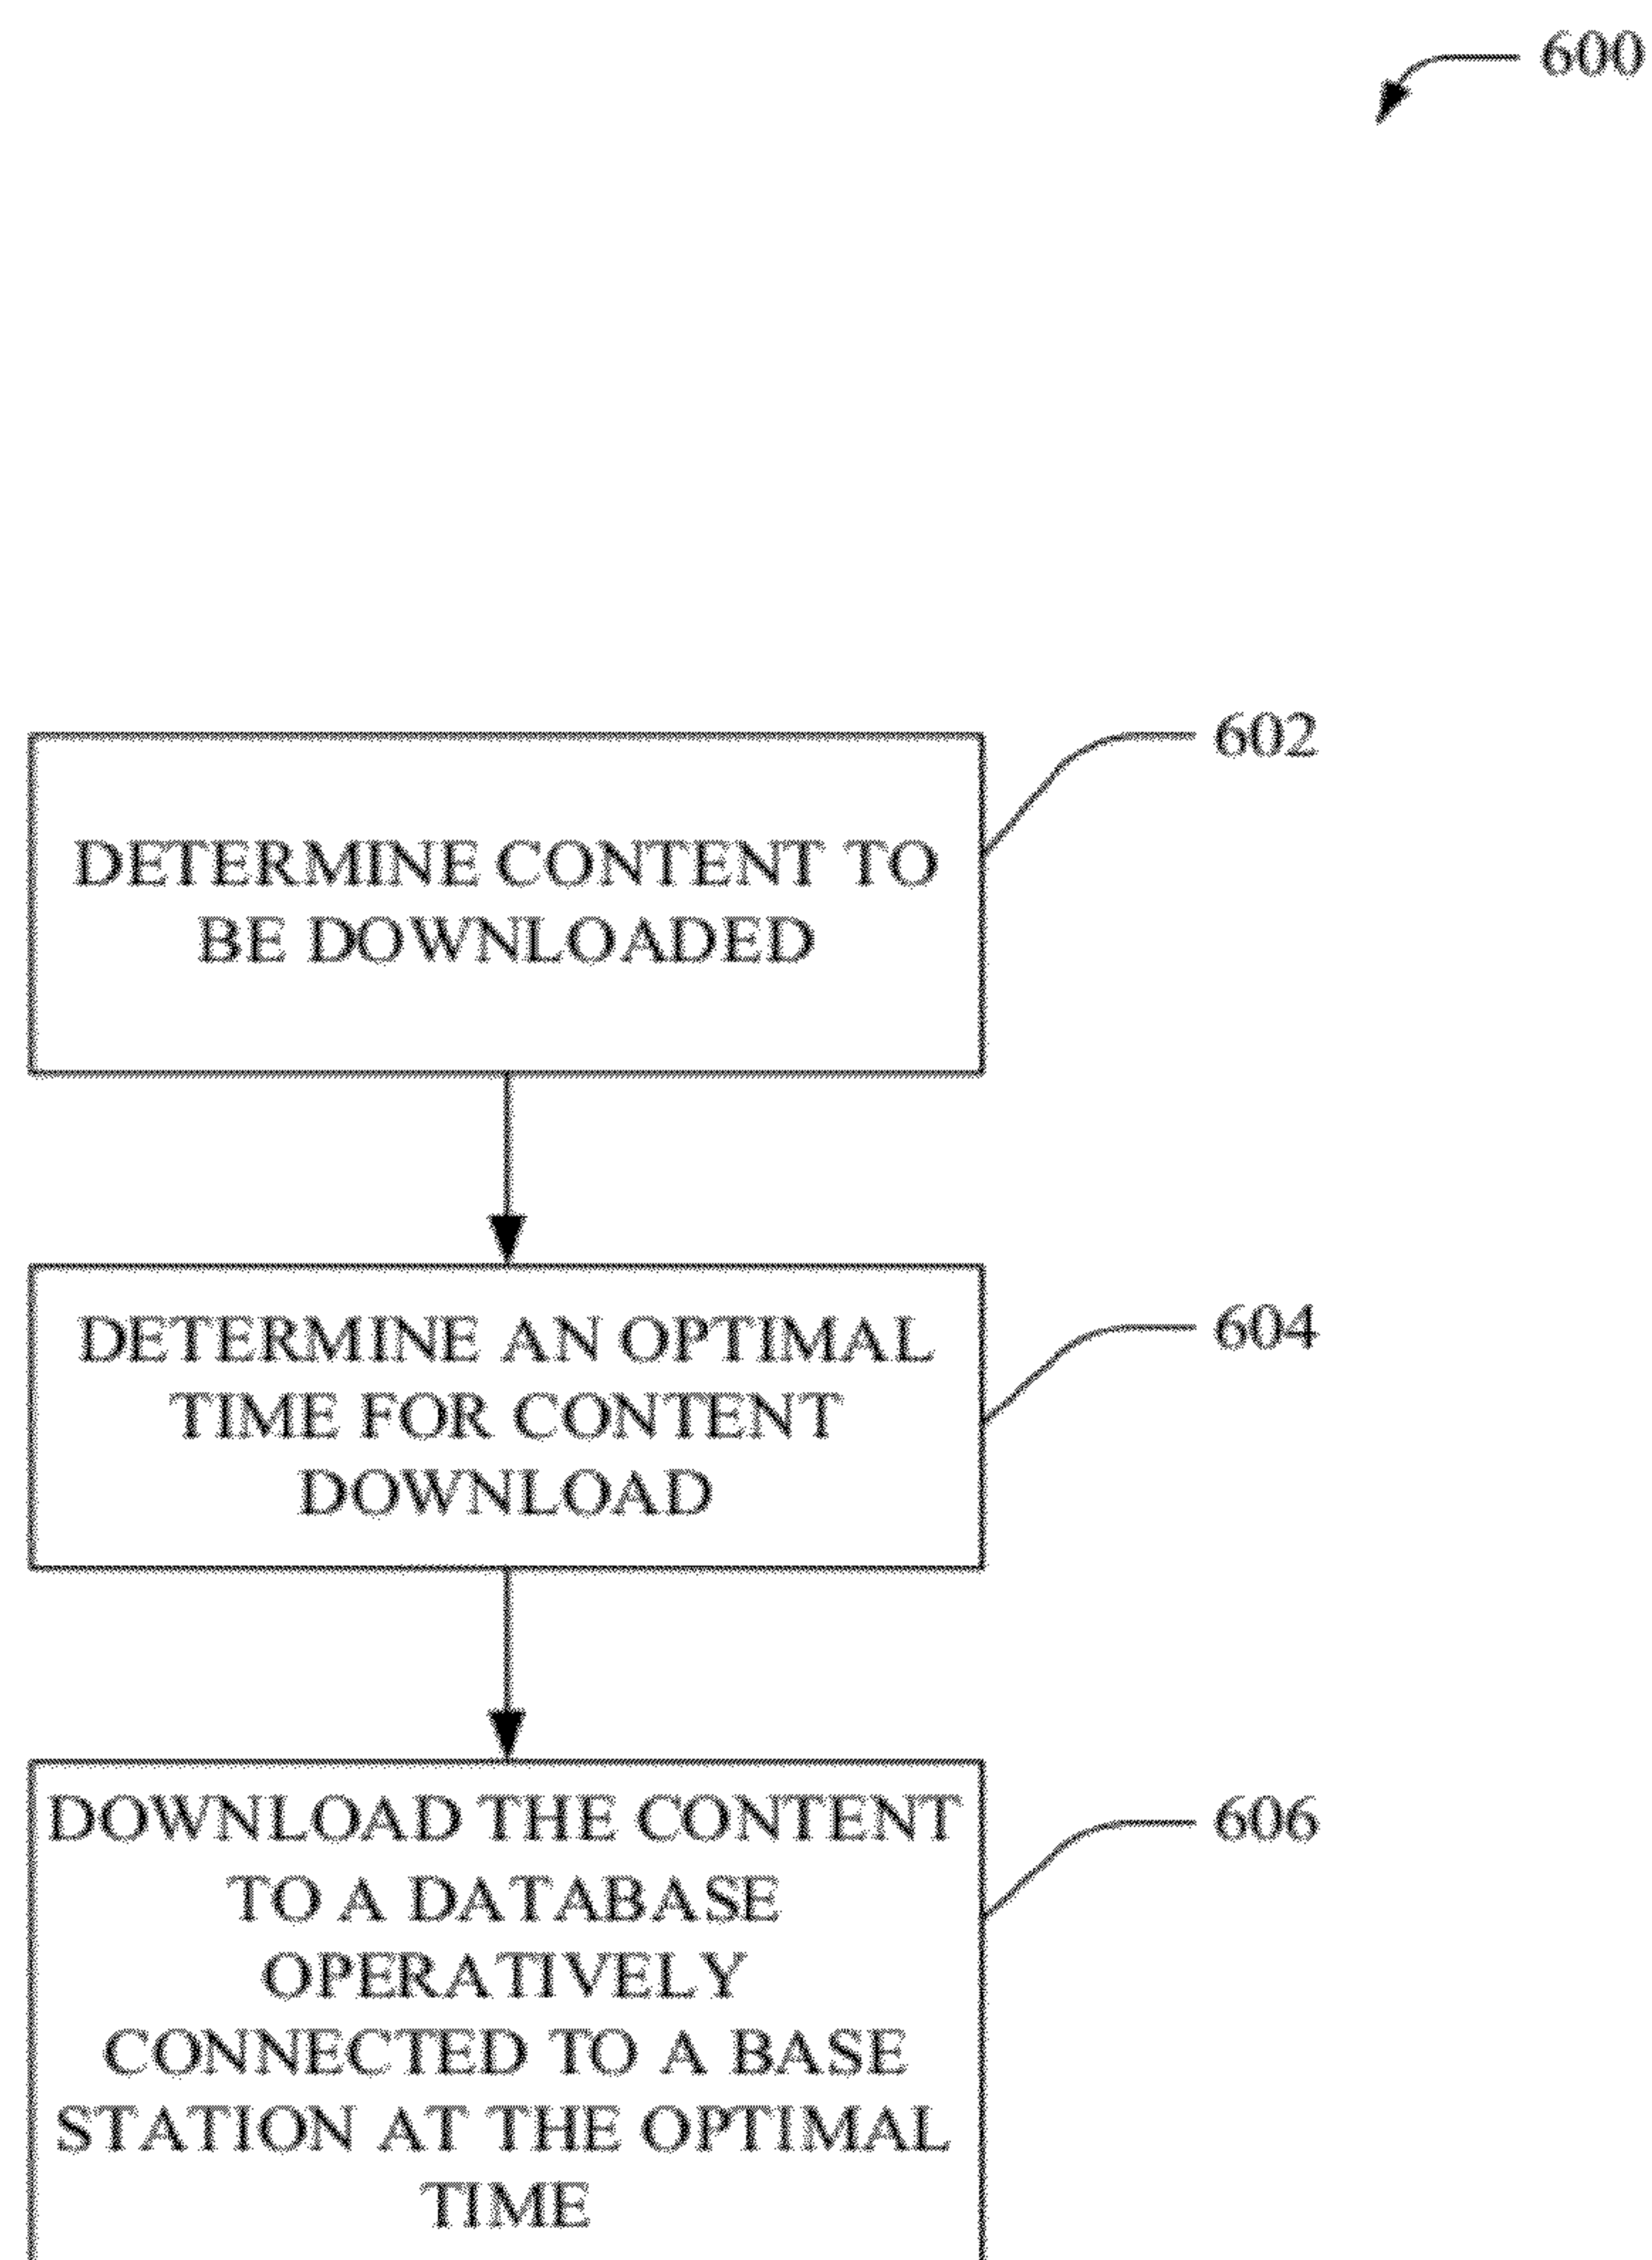 600
602
DETERMINE CONTENT TO
BE DOWNLOADED
604
DETERMINE AN OPTIMAL
TIME FOR CONTENT
DOWNLOAD
606
DOWNLOAD THE CONTENT
TO A DATABASE
OPERATIVELY
CONNECTED TO A BASE
STATION AT THE OPTIMAL
TIME